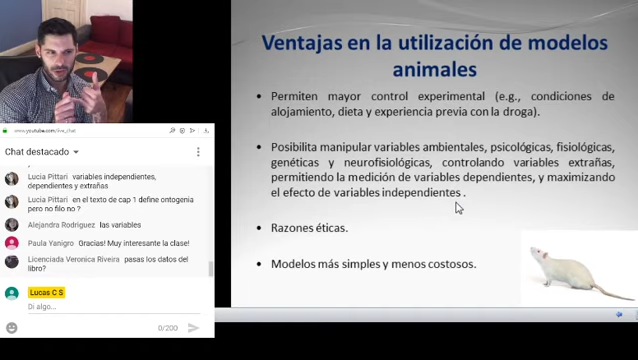 Ventajas en la utilización de modelos
animales
• Permiten mayor control experimental (e.g., condiciones de
alojamiento, dieta y experiencia previa con la droga).
• Posibilita manipular variables ambientales, psicológicas, fisiológicas,
genéticas y neurofisiológicas, controlando variables extrañas,
permitiendo la medición de variables dependientes, y maximizando
el efecto de variables independientes .
• Razones éticas.
• Modelos más simples y menos costosos.
www.youtube.com/live_chat
Chat destacado
Lucia Pittari variables independientes,
dependientes y extrañas
Lucia Pittari en el texto de cap 1 define ontogenia
pero no filo no ?
Alejandra Rodriguez las variables
Paula Yanigro Gracias! Muy interesante la clase!
Licenciada Veronica Riveira pasas los datos del
libro?
Lucas C S
Di algo...
0/200